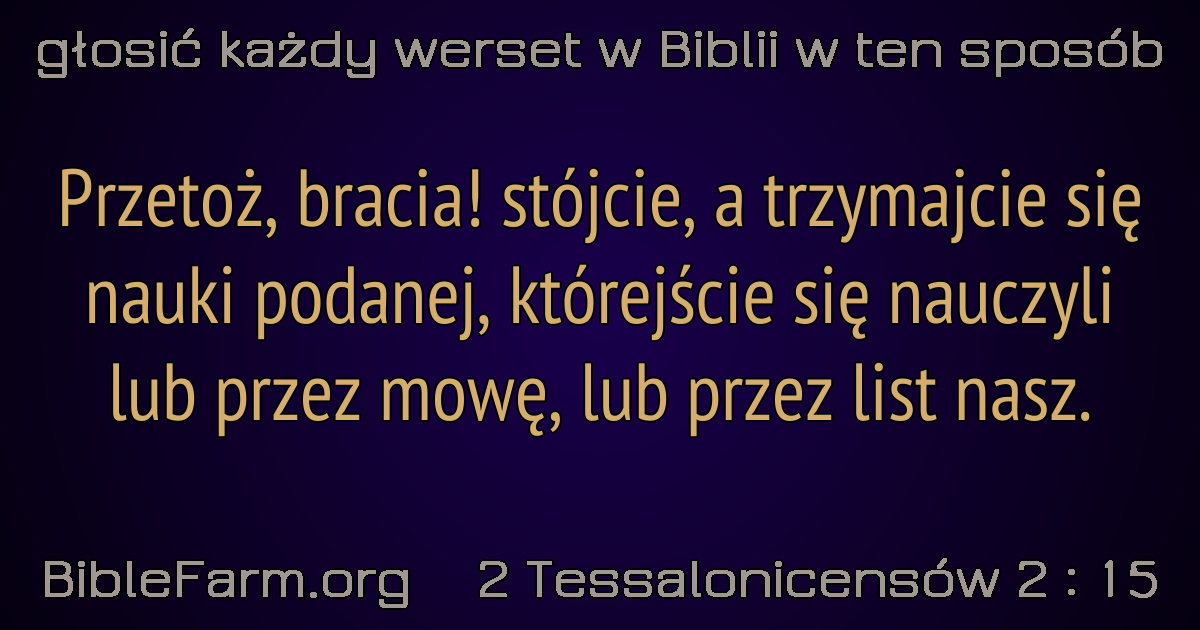 głosić każdy werset w Biblii w ten sposób
Przetoż, bracia! stójcie, a trzymajcie się
nauki podanej, którejście się nauczyli
lub przez mowę, lub przez list nasz.
BibleFarm.org 2 Tessalonicensów 2 : 15